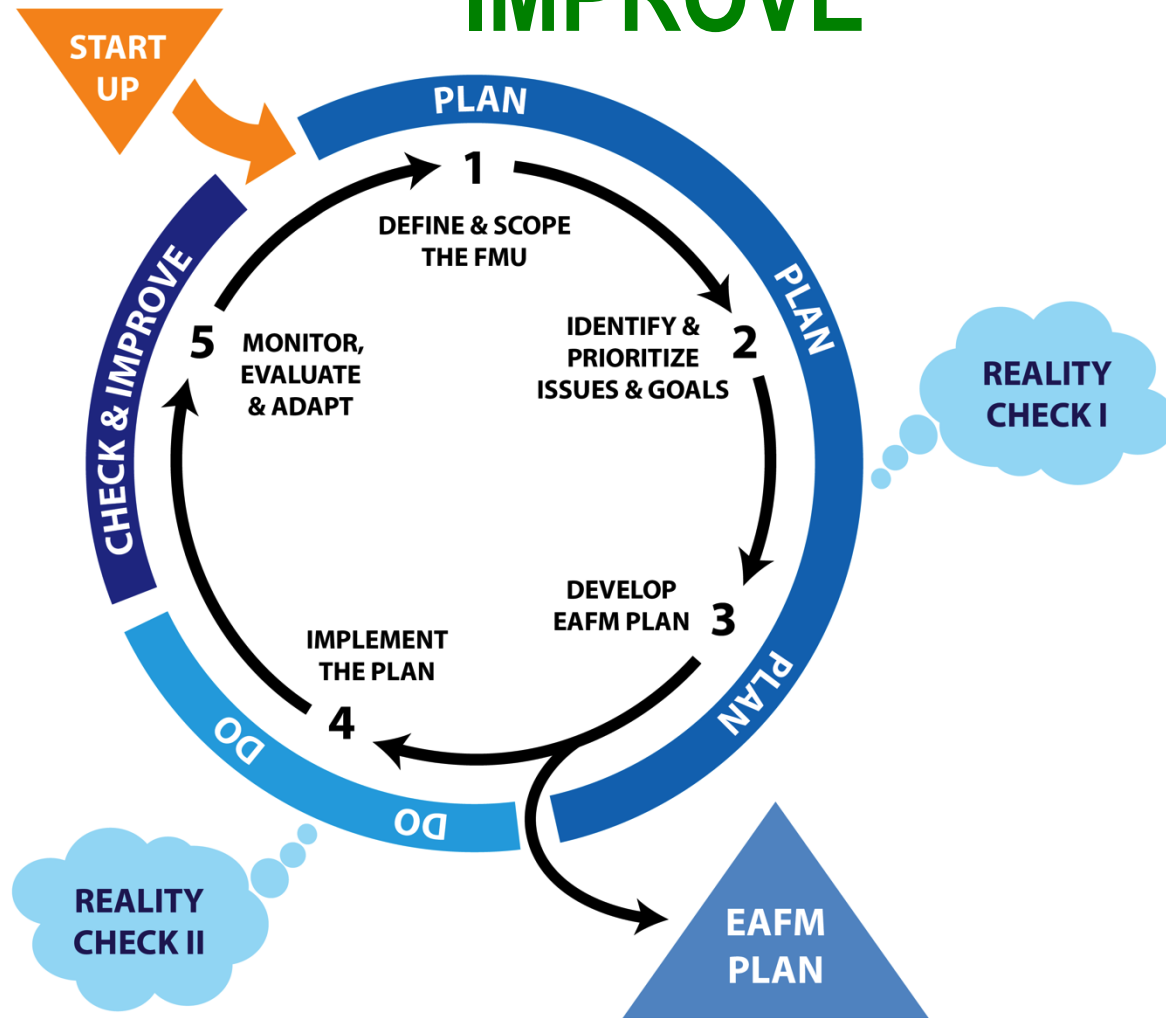 IMPROVE
START
UP
PLAN
1
DEFINE & SCOPE
THE FMU
PLAN
2
IDENTIFY &
PRIORITIZE
ISSUES & GOALS
REALITY
CHECK I
CHECK & IMPROVE
5
MONITOR,
EVALUATE
& ADAPT
3
DEVELOP
EAFM PLAN
PLAN
4
IMPLEMENT
THE PLAN
DO
DO
REALITY
CHECK II
EAFM
PLAN